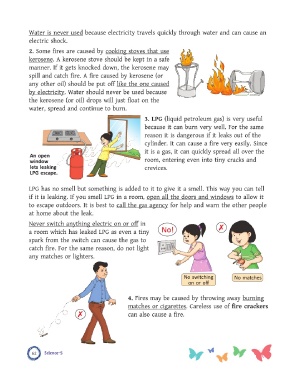 Water is never used because electricity travels quickly through water and can cause an
electric shock.
2. Some fires are caused by cooking stoves that use
kerosene. A kerosene stove should be kept in a safe
manner. If it gets knocked down, the kerosene may
spill and catch fire. A fire caused by kerosene (or
any other oil) should be put off like the one caused
by electricity. Water should never be used because
the kerosene (or oil) drops will just float on the
water, spread and continue to burn.
3. LPG (liquid petroleum gas) is very useful
because it can burn very well. For the same
reason it is dangerous if it leaks out of the
cylinder. It can cause a fire very easily. Since
it is a gas, it can quickly spread all over the
room, entering even into tiny cracks and
crevices.
An open
window
lets leaking
LPG escape.
LPG has no smell but something is added to it to give it a smell. This way you can tell
if it is leaking. If you smell LPG in a room, open all the doors and windows to allow it
to escape outdoors. It is best to call the gas agency for help and warn the other people
at home about the leak.
Never switch anything electric on or off in
a room which has leaked LPG as even a tiny
spark from the switch can cause the gas to
catch fire. For the same reason, do not light
any matches or lighters.
No!
No switching
on or off
No matches
4. Fires may be caused by throwing away burning
matches or cigarettes. Careless use of fire crackers
can also cause a fire.
62 Science-5